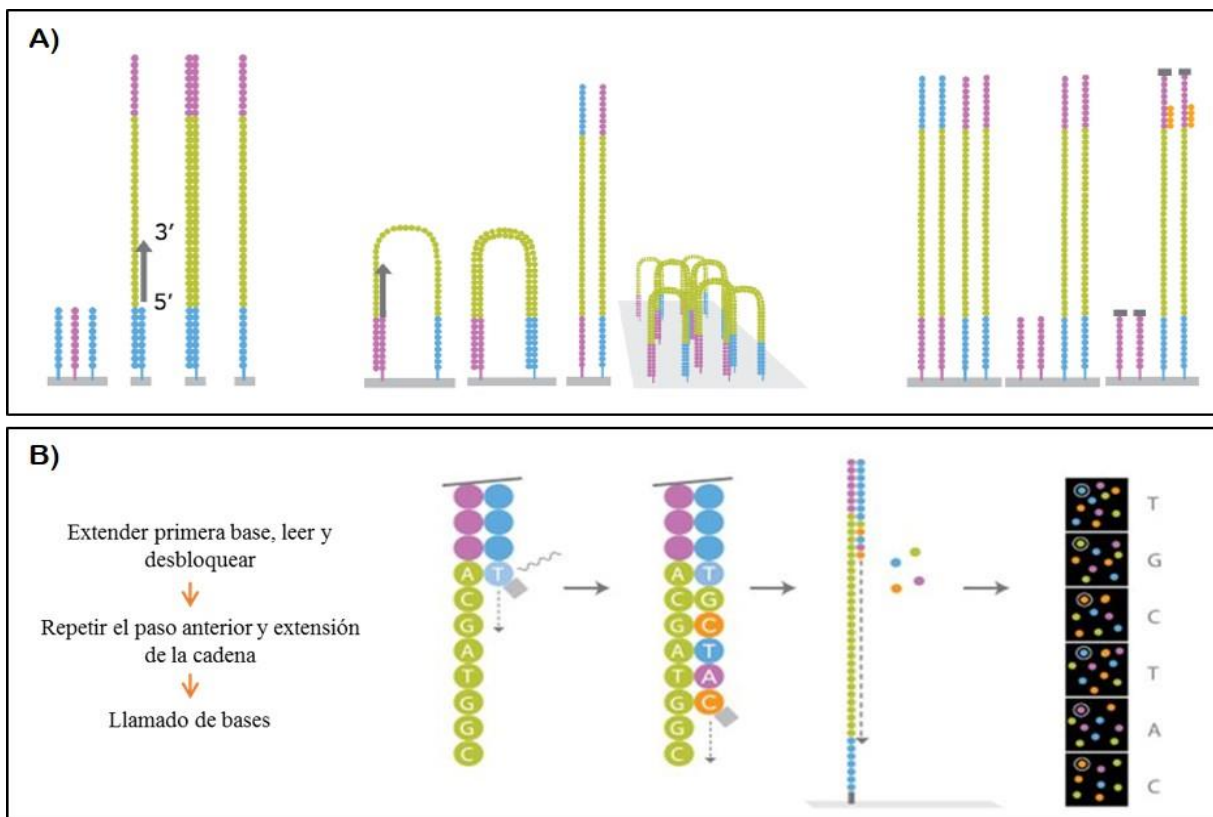 A)
3'
5'
B)
Extender primera base, leer y
desbloquear
Repetir el paso anterior y extensión
de la cadena
Llamado de bases
A T
C
G
A
T
G
G
C
A T
C G
G C
A T
T A
G C
G
C
T
G
C
T
A
C